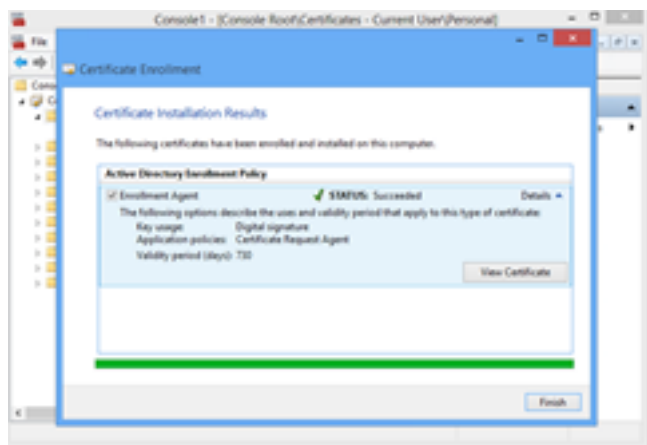 Console1 - [Console Root\Certificates - Current User\Personal]
File
Certificate Enrollment
Certificate Installation Results
The following certificates have been enrolled and installed on this computer.
Active Directory Enrollment Policy
Enrollment Agent STATUS: Succeeded Details
The following options describe the uses and validity period that apply to this type of certificate:
Key usage: Digital signature
Application policies: Certificate Request Agent
Validity period (days): 730
View Certificate
Finish